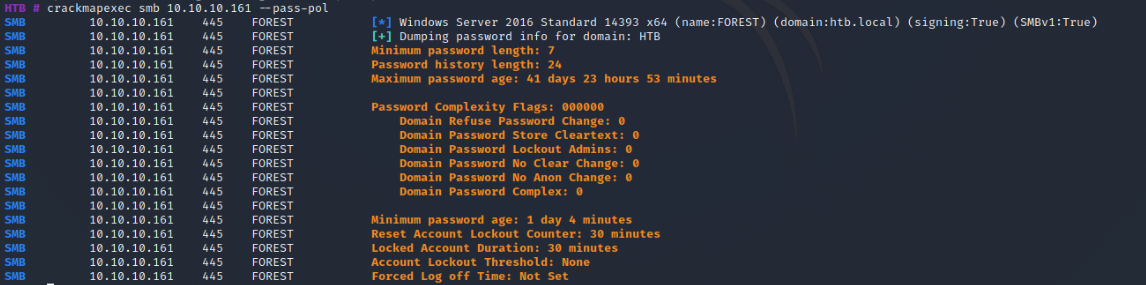 HTB # crackmapexec smb 10.10.10.161 --pass-pol
SMB 10.10.10.161 445 FOREST [*] Windows Server 2016 Standard 14393 x64 (name:FOREST) (domain:htb.local) (signing:True) (SMBv1:True)
SMB 10.10.10.161 445 FOREST [+] Dumping password info for domain: HTB
SMB 10.10.10.161 445 FOREST Minimum password length: 7
SMB 10.10.10.161 445 FOREST Password history length: 24
SMB 10.10.10.161 445 FOREST Maximum password age: 41 days 23 hours 53 minutes
SMB 10.10.10.161 445 FOREST
SMB 10.10.10.161 445 FOREST Password Complexity Flags: 000000
SMB 10.10.10.161 445 FOREST Domain Refuse Password Change: 0
SMB 10.10.10.161 445 FOREST Domain Password Store Cleartext: 0
SMB 10.10.10.161 445 FOREST Domain Password Lockout Admins: 0
SMB 10.10.10.161 445 FOREST Domain Password No Clear Change: 0
SMB 10.10.10.161 445 FOREST Domain Password No Anon Change: 0
SMB 10.10.10.161 445 FOREST Domain Password Complex: 0
SMB 10.10.10.161 445 FOREST
SMB 10.10.10.161 445 FOREST Minimum password age: 1 day 4 minutes
SMB 10.10.10.161 445 FOREST Reset Account Lockout Counter: 30 minutes
SMB 10.10.10.161 445 FOREST Locked Account Duration: 30 minutes
SMB 10.10.10.161 445 FOREST Account Lockout Threshold: None
SMB 10.10.10.161 445 FOREST Forced Log off Time: Not Set